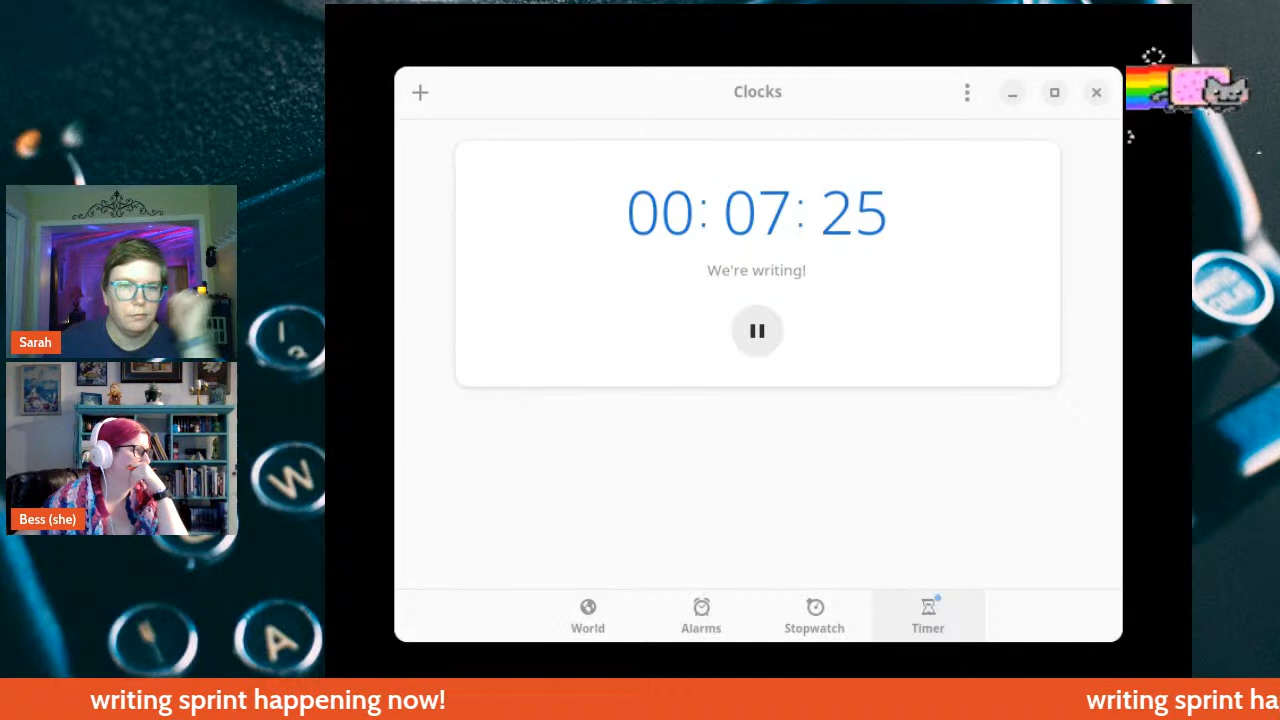 Clocks
00: 07: 25
We're writing!
Sarah
Bess (she)
World
Alarms
Stopwatch
Timer
I
W
A
writing sprint happening now!
writing sprint ha